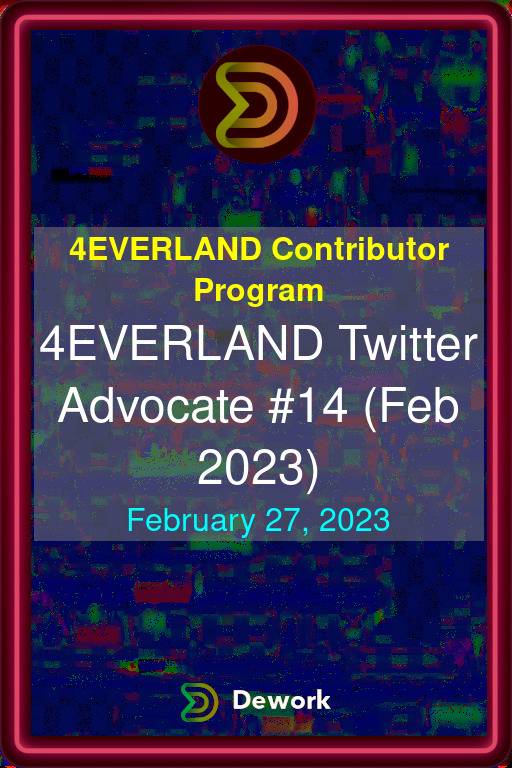 4EVERLAND Contributor
Program
4EVERLAND Twitter
Advocate #14 (Feb
2023)
February 27, 2023
Dework